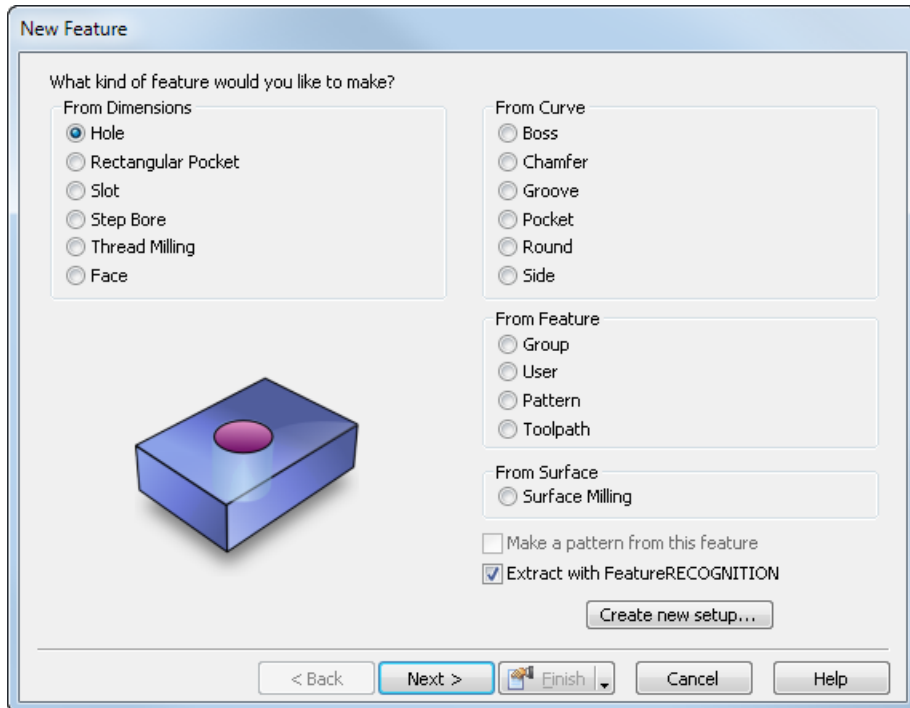 New Feature
What kind of feature would you like to make?
From Dimensions
Hole
Rectangular Pocket
Slot
Step Bore
Thread Milling
Face
From Curve
Boss
Chamfer
Groove
Pocket
Round
Side
From Feature
Group
User
Pattern
Toolpath
From Surface
Surface Milling
Make a pattern from this feature
Extract with FeatureRECOGNITION
Create new setup...
< Back Next > Finish Cancel Help